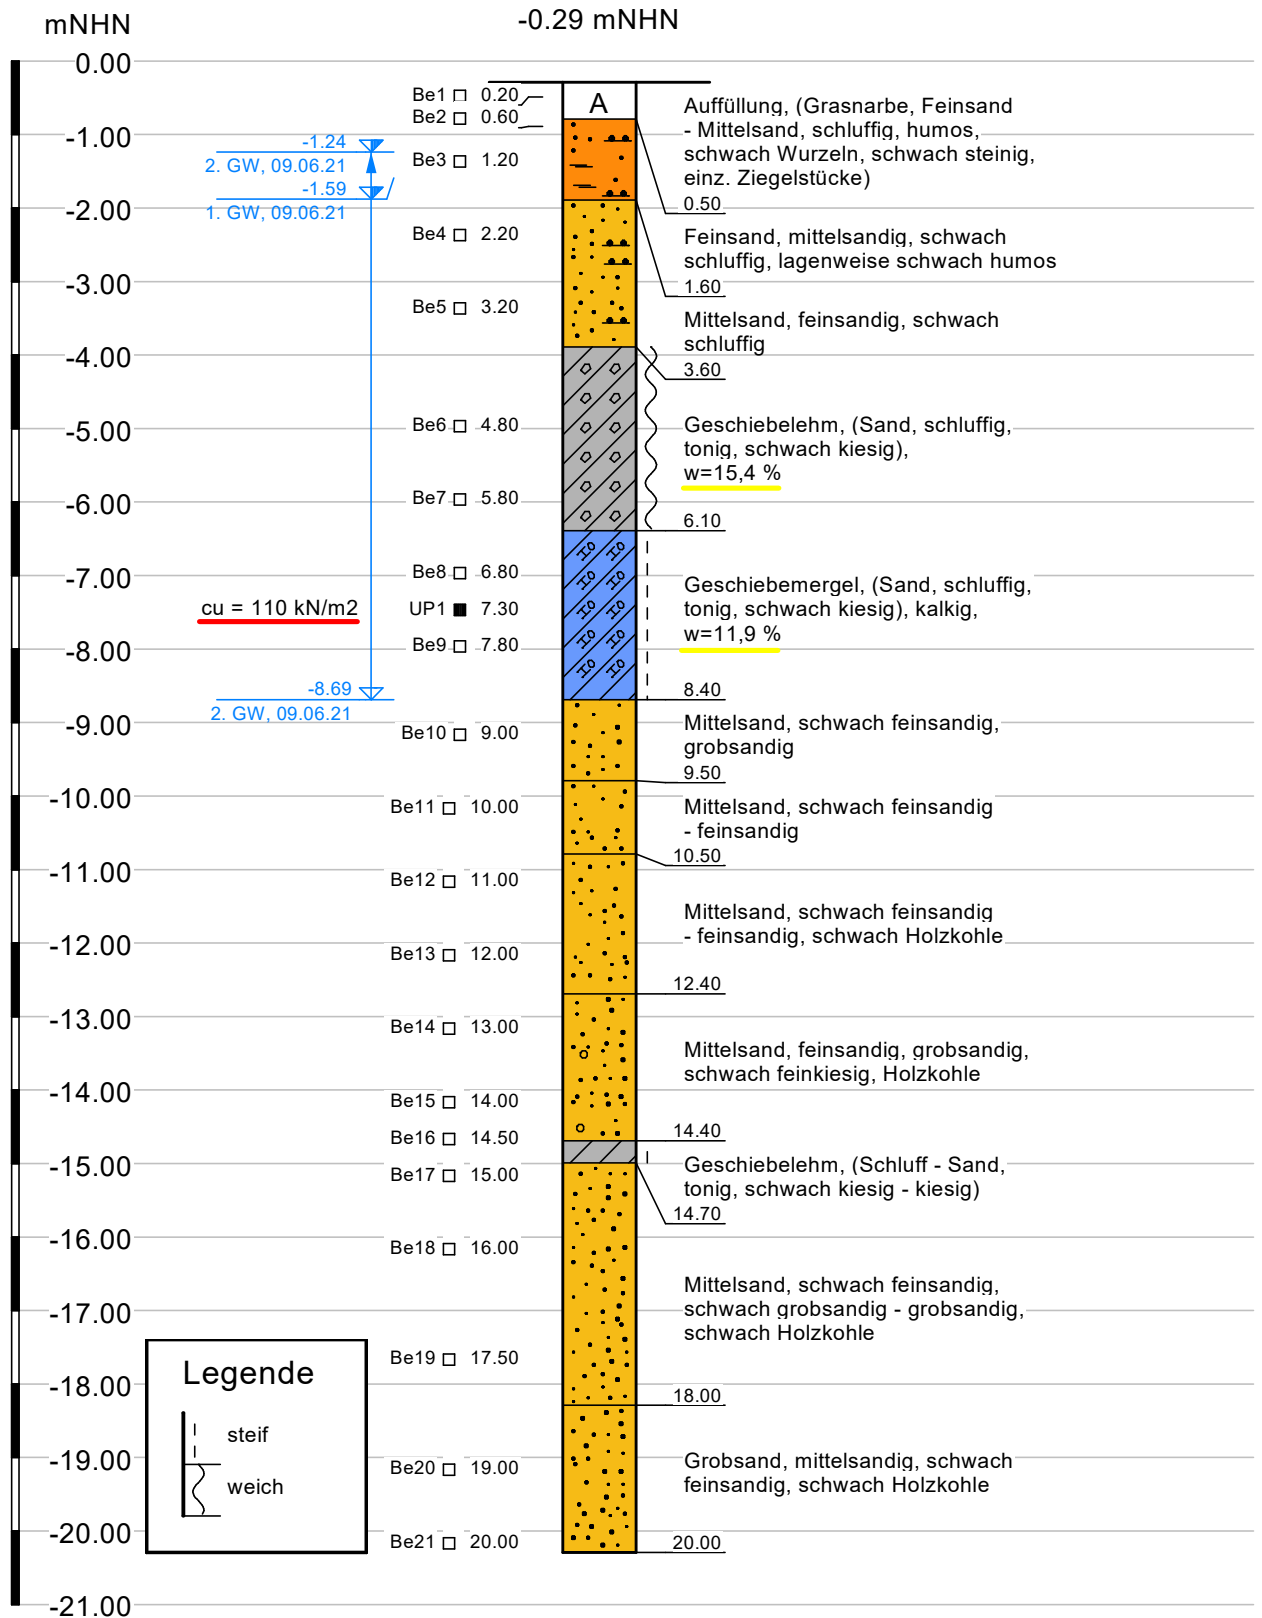 mNHN
-0.29 mNHN
0.00
-1.00
-2.00
-3.00
-4.00
-5.00
-6.00
-7.00
-8.00
-9.00
-10.00
-11.00
-12.00
-13.00
-14.00
-15.00
-16.00
-17.00
-18.00
-19.00
-20.00
-21.00
-1.24
2. GW, 09.06.21
-1.59
1. GW, 09.06.21
cu = 110 kN/m2
-8.69
2. GW, 09.06.21
Be1 0.20
Be2 0.60
Be3 1.20
Be4 2.20
Be5 3.20
Be6 4.80
Be7 5.80
Be8 6.80
UP1 7.30
Be9 7.80
Be10 9.00
Be11 10.00
Be12 11.00
Be13 12.00
Be14 13.00
Be15 14.00
Be16 14.50
Be17 15.00
Be18 16.00
Be19 17.50
Be20 19.00
Be21 20.00
A
Auffüllung, (Grasnarbe, Feinsand
- Mittelsand, schluffig, humos,
schwach Wurzeln, schwach steinig,
einz. Ziegelstücke)
0.50
Feinsand, mittelsandig, schwach
schluffig, lagenweise schwach humos
1.60
Mittelsand, feinsandig, schwach
schluffig
3.60
Geschiebelehm, (Sand, schluffig,
tonig, schwach kiesig),
w=15,4 %
6.10
Geschiebemergel, (Sand, schluffig,
tonig, schwach kiesig), kalkig,
w=11,9 %
8.40
Mittelsand, schwach feinsandig,
grobsandig
9.50
Mittelsand, schwach feinsandig
- feinsandig
10.50
Mittelsand, schwach feinsandig
- feinsandig, schwach Holzkohle
12.40
Mittelsand, feinsandig, grobsandig,
schwach feinkiesig, Holzkohle
14.40
Geschiebelehm, (Schluff - Sand,
tonig, schwach kiesig - kiesig)
14.70
Mittelsand, schwach feinsandig,
schwach grobsandig - grobsandig,
schwach Holzkohle
18.00
Grobsand, mittelsandig, schwach
feinsandig, schwach Holzkohle
20.00
Legende
steif
weich